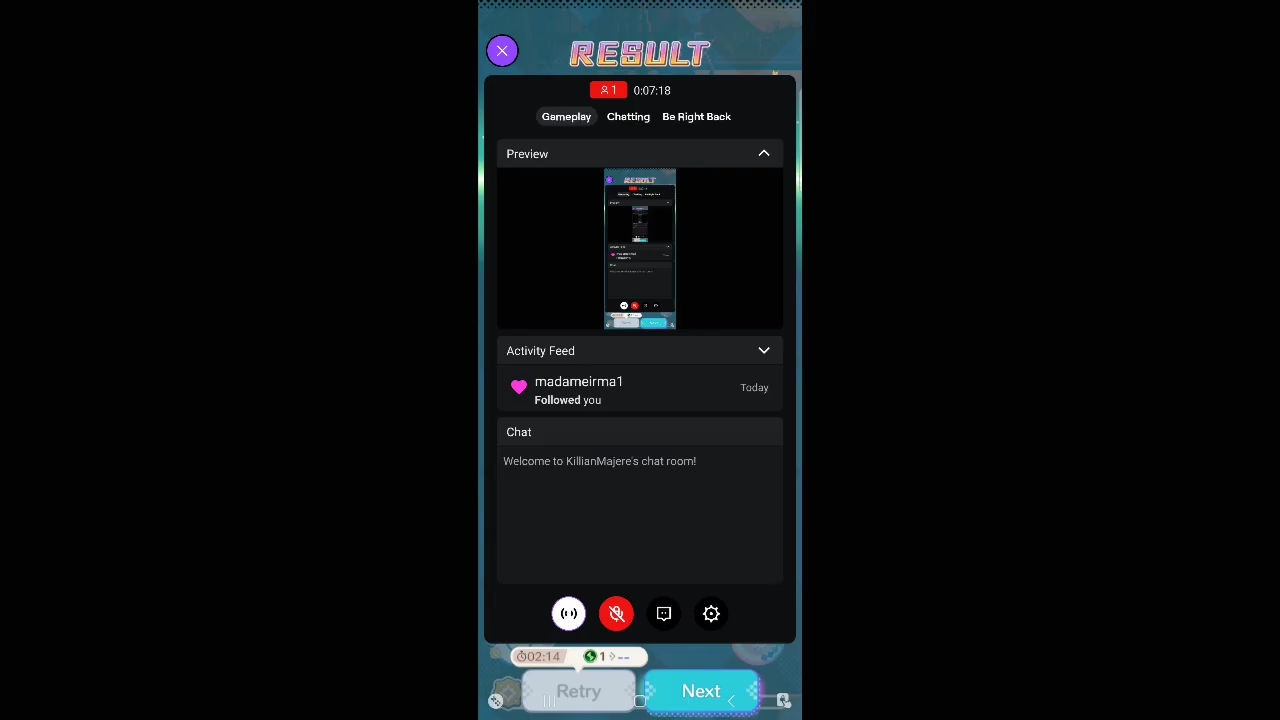 RESULT
1 0:07:18
Gameplay Chatting Be Right Back
Preview
RESULT
Activity Feed
madameirma1
Followed you
Today
Chat
Welcome to KillianMajere's chat room!
02:14 1 --
Retry Next